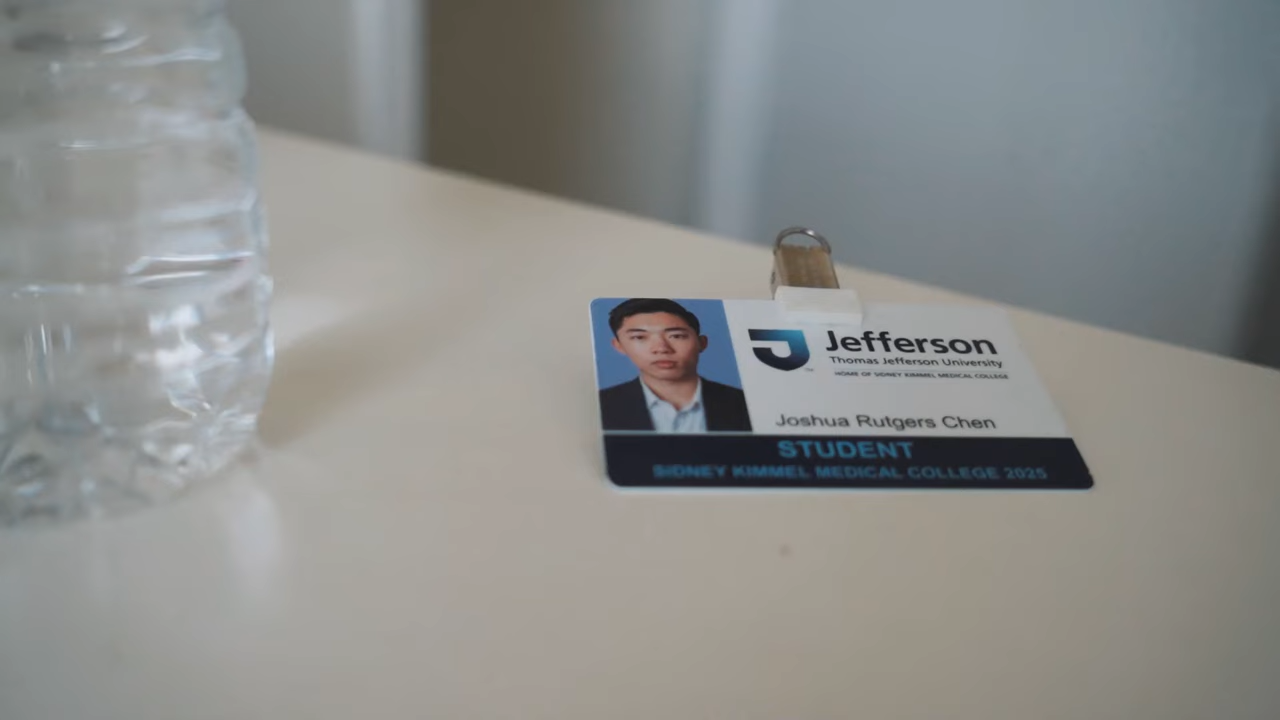 Jefferson
Thomas Jefferson University
HOME OF SIDNEY KIMMEL MEDICAL COLLEGE
Joshua Rutgers Chen
STUDENT
SIDNEY KIMMEL MEDICAL COLLEGE 2025